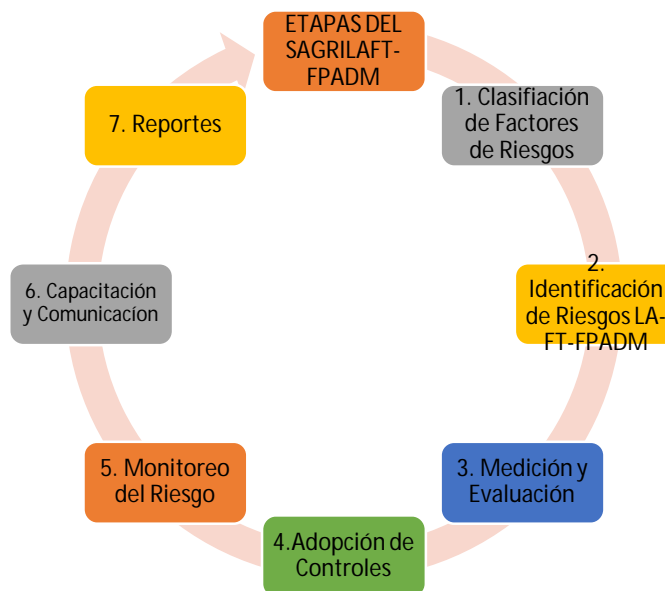 ETAPAS DEL
SAGRILAFT-
FPADM
1. Clasifiación
de Factores
de Riesgos
2.
Identificación
de Riesgos LA-
FT-FPADM
3. Medición y
Evaluación
4.Adopción de
Controles
5. Monitoreo
del Riesgo
6. Capacitación
y Comunicacíon
7. Reportes